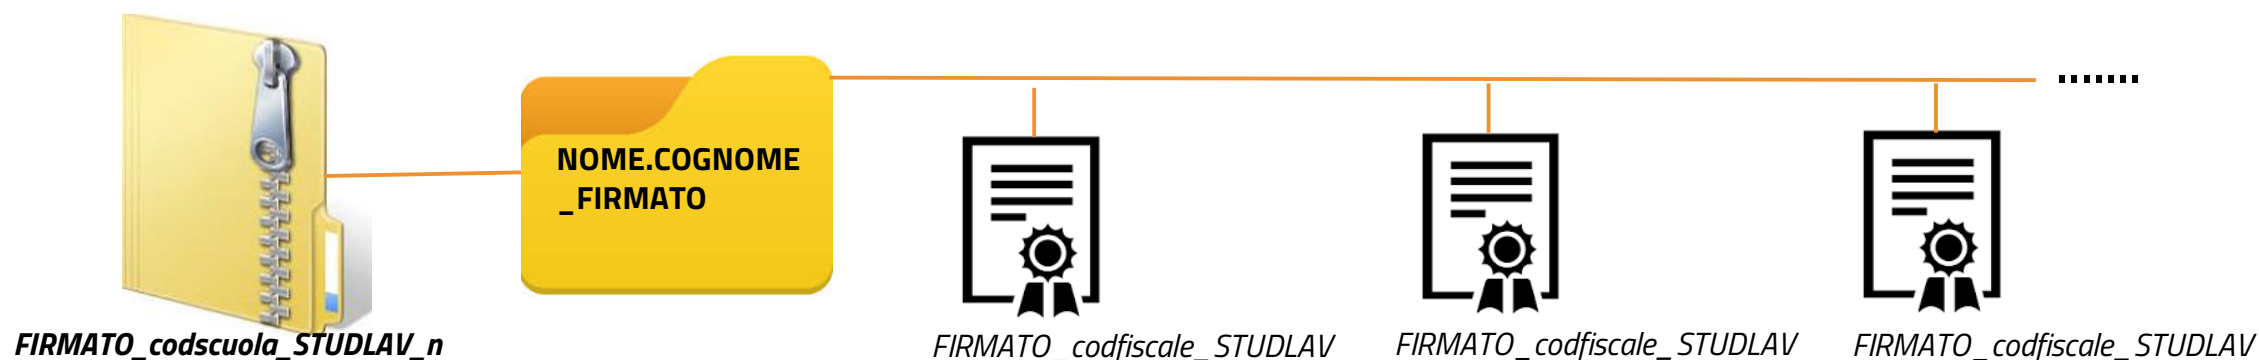 NOME.COGNOME
_FIRMATO
FIRMATO_codscuola_STUDLAV_n
FIRMATO_codfiscale_STUDLAV
FIRMATO_codfiscale_STUDLAV
FIRMATO_codfiscale_STUDLAV